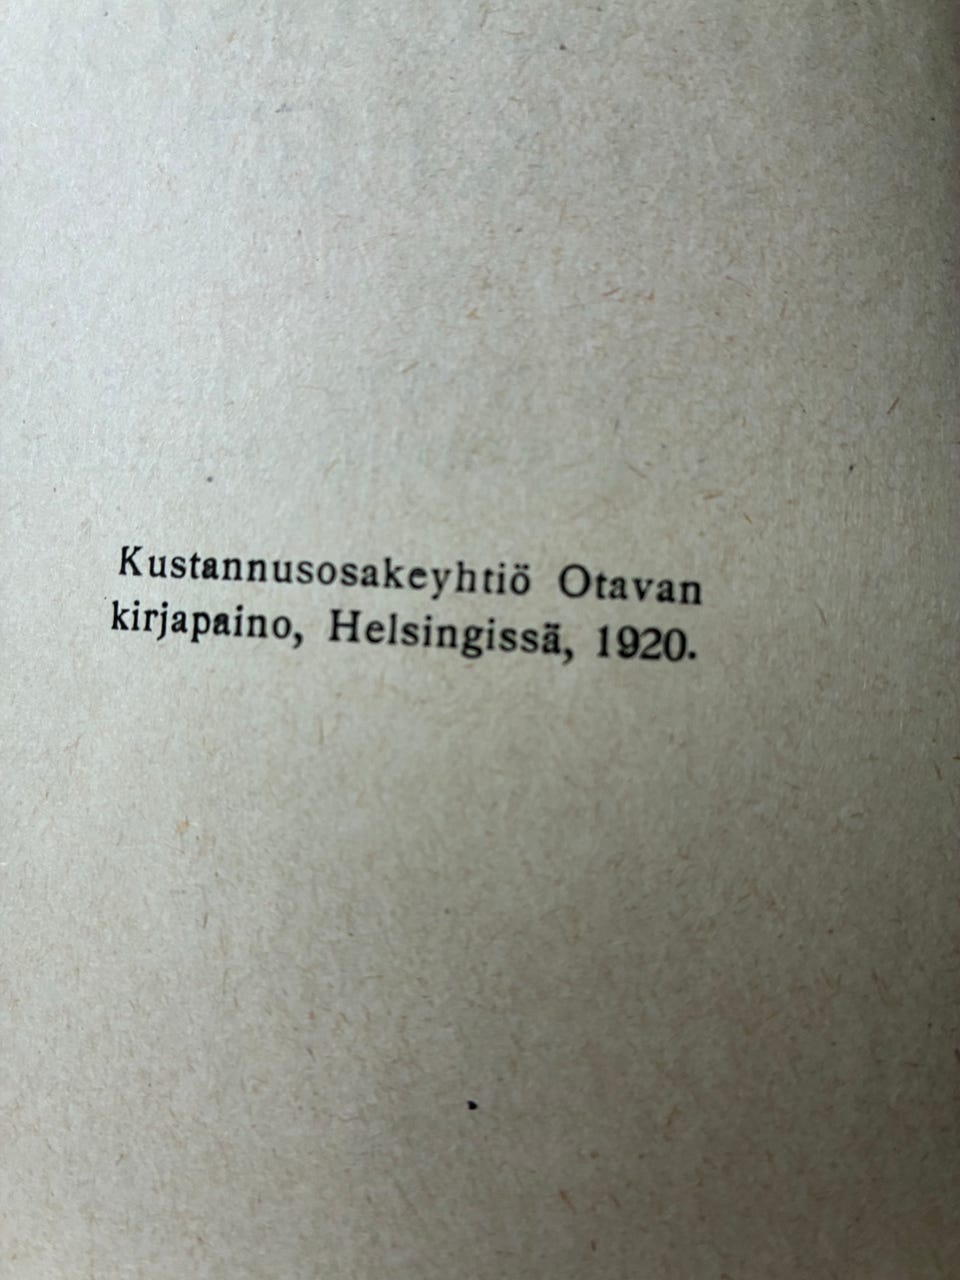 Kustannusosakeyhtiö Otavan
kirjapaino, Helsingissä, 1920.